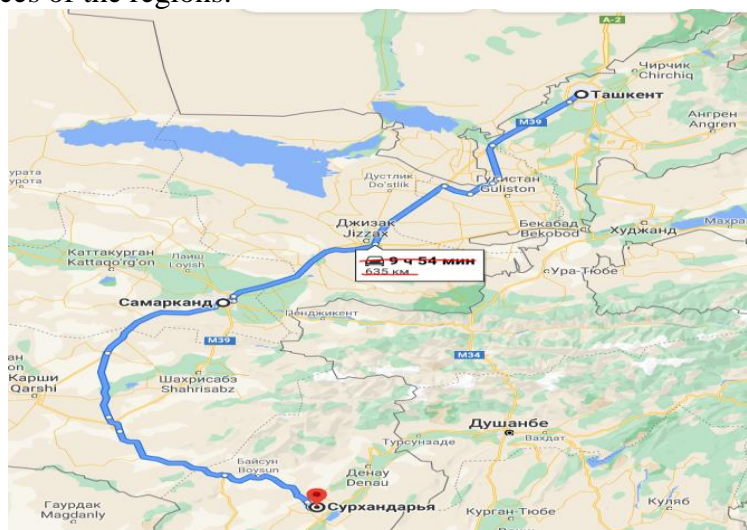 ces of the regions.
A-2
Чирчик
Chirchiq
Ташкент
M39
Ангрен
Angren
Дустлик
Do'stlik
Гулистан
Guliston
Джизак
Jizzax
Бекабад
Bekobod
Худжанд
Махра
Каттакурган
Kattaqo'rg'on
Лаиш
Loyish
9 ч 54 мин
635 км
Ура-Тюбе
Самарканд
Пенджикент
M39
M34
Карши
Qarshi
Шахрисабз
Shahrisabz
Душанбе
Турсунзаде
Вахдат
Байсун
Boysun
Денау
Denau
Сурхандарья
Гаурдак
Magdanly
Курган-Тюбе
Куляб